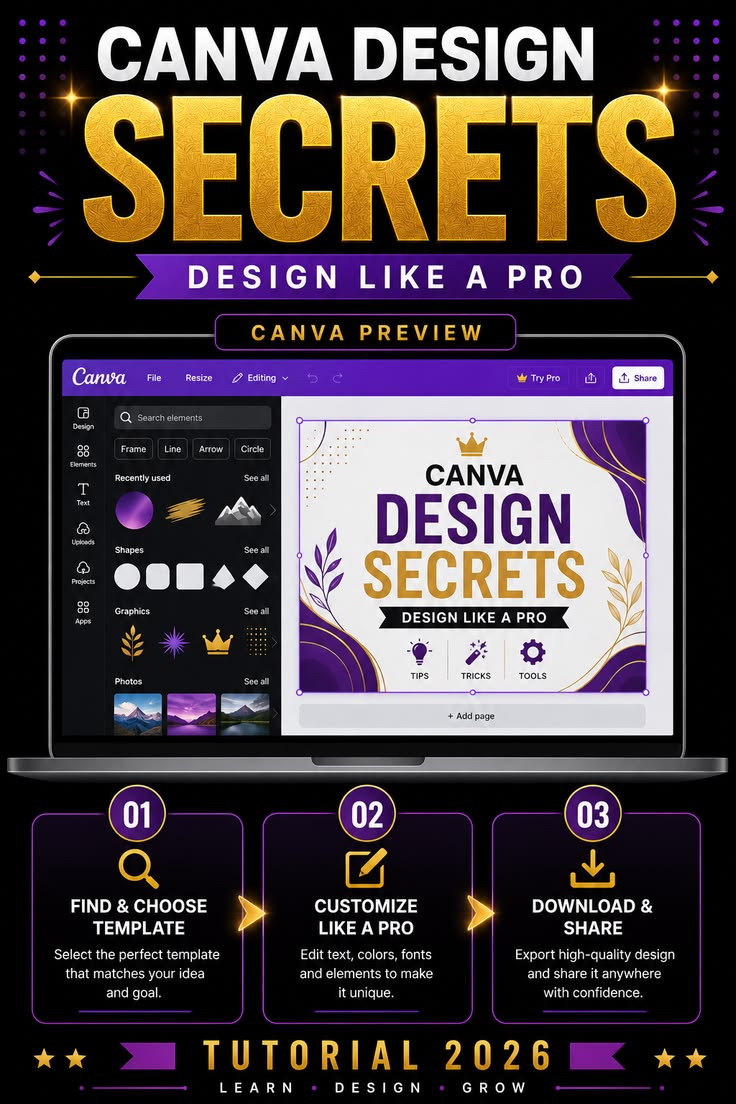 CANVA DESIGN
SECRETS
DESIGN LIKE A PRO
CANVA PREVIEW
Canva File Resize Editing Try Pro Share
Design
Elements
Text
Uploads
Projects
Apps
Search elements
Frame Line Arrow Circle
Recently used See all
Shapes See all
Graphics See all
Photos See all
CANVA
DESIGN
SECRETS
DESIGN LIKE A PRO
TIPS TRICKS TOOLS
+ Add page
01
FIND & CHOOSE
TEMPLATE
Select the perfect template
that matches your idea
and goal.
02
CUSTOMIZE
LIKE A PRO
Edit text, colors, fonts
and elements to make
it unique.
03
DOWNLOAD &
SHARE
Export high-quality design
and share it anywhere
with confidence.
TUTORIAL 2026
LEARN • DESIGN • GROW